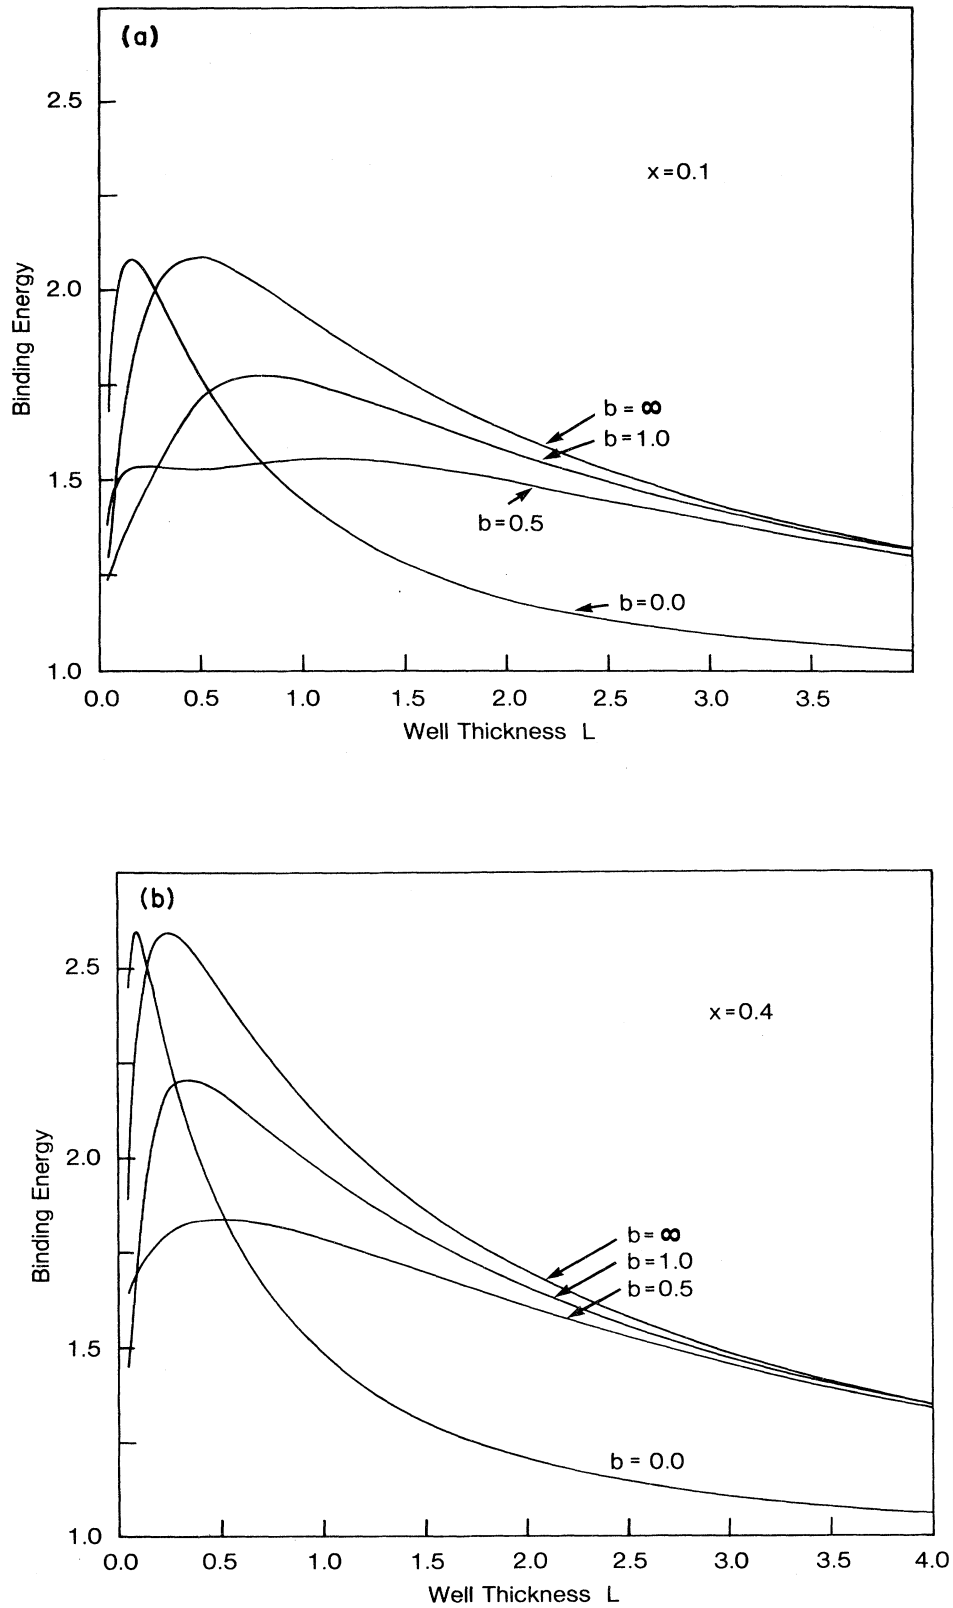 (a)
2.5
x=0.1
2.0
Binding Energy
b=∞
b=1.0
1.5
b=0.5
b=0.0
1.0
0.0 0.5 1.0 1.5 2.0 2.5 3.0 3.5
Well Thickness L
(b)
2.5
x=0.4
2.0
Binding Energy
b=∞
b=1.0
b=0.5
1.5
b= 0.0
1.0
0.0 0.5 1.0 1.5 2.0 2.5 3.0 3.5 4.0
Well Thickness L